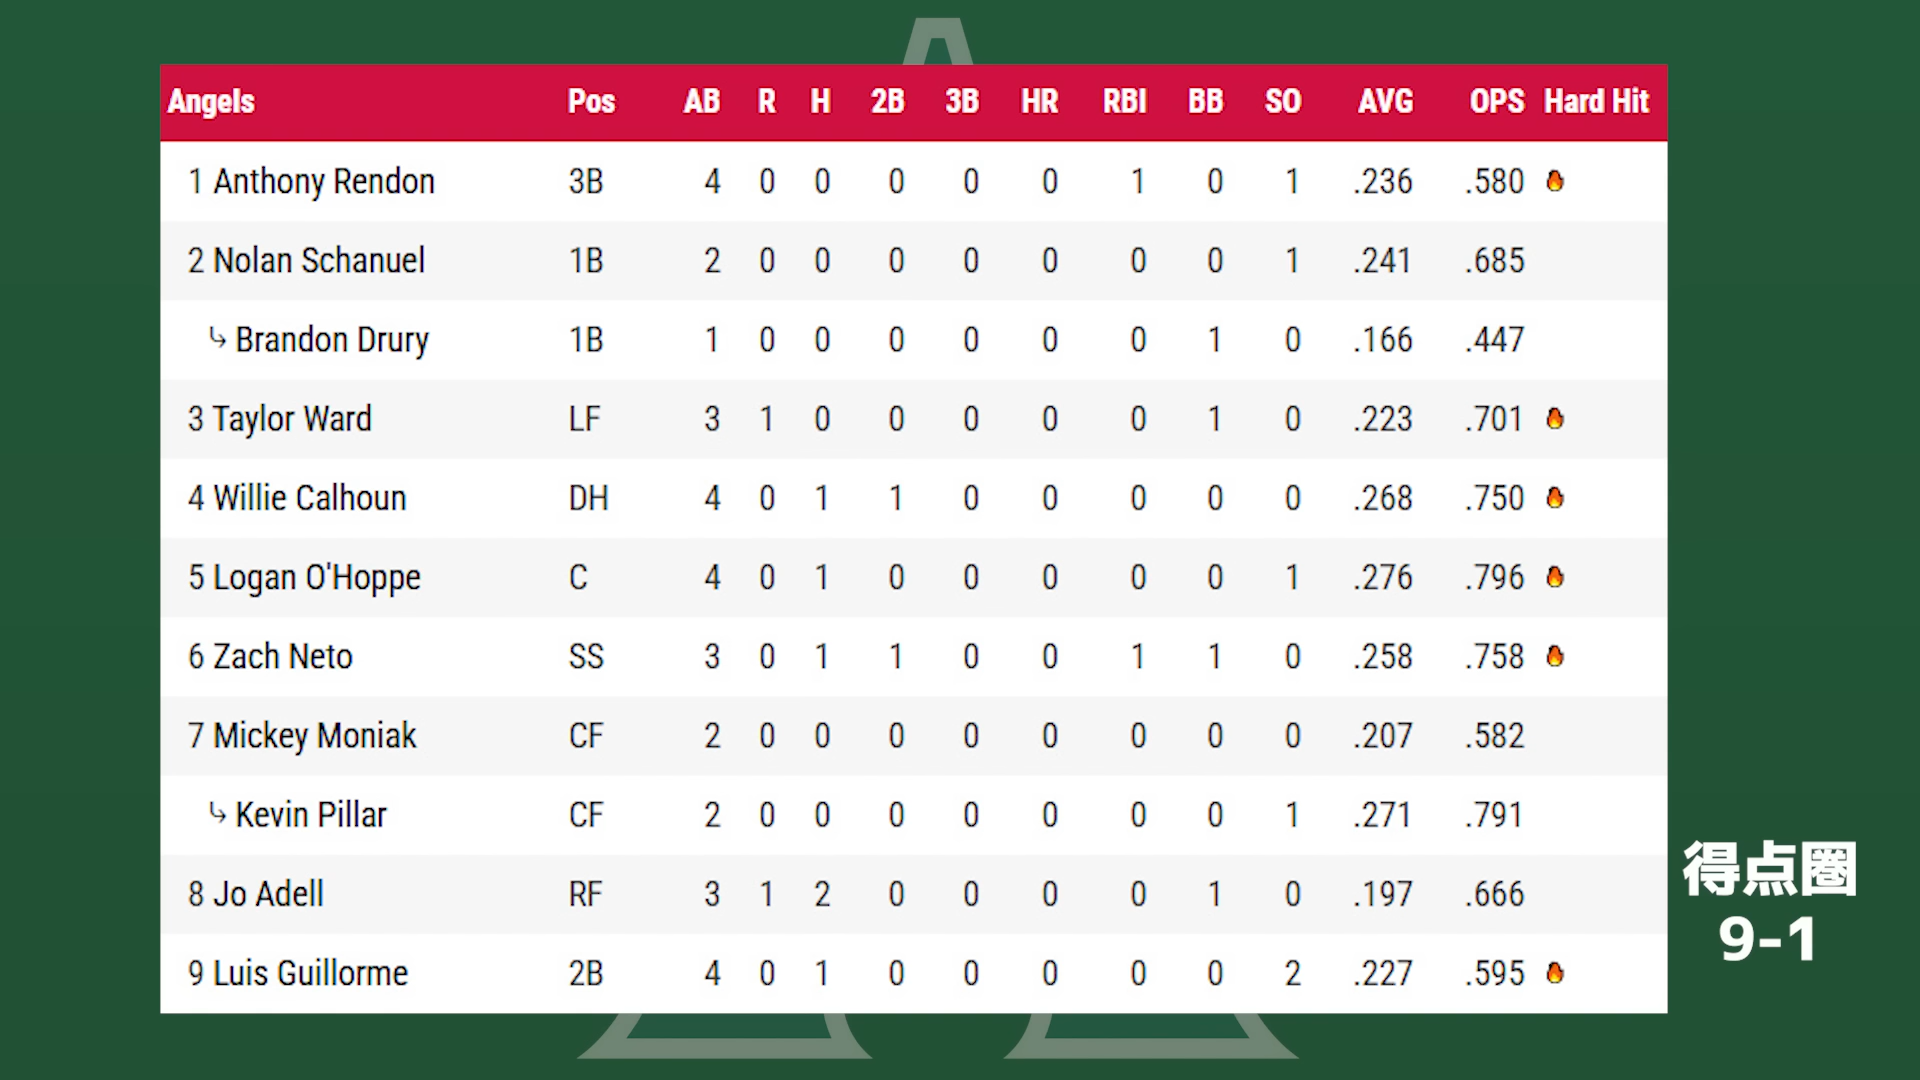 Angels Pos AB R H 2B 3B HR RBI BB SO AVG OPS Hard Hit
1 Anthony Rendon 3B 4 0 0 0 0 0 1 0 1 .236 .580
2 Nolan Schanuel 1B 2 0 0 0 0 0 0 0 1 .241 .685
Brandon Drury 1B 1 0 0 0 0 0 0 1 0 .166 .447
3 Taylor Ward LF 3 1 0 0 0 0 0 1 0 .223 .701
4 Willie Calhoun DH 4 0 1 1 0 0 0 0 0 .268 .750
5 Logan O'Hoppe C 4 0 1 0 0 0 0 0 1 .276 .796
6 Zach Neto SS 3 0 1 1 0 0 1 1 0 .258 .758
7 Mickey Moniak CF 2 0 0 0 0 0 0 0 0 .207 .582
Kevin Pillar CF 2 0 0 0 0 0 0 0 1 .271 .791
8 Jo Adell RF 3 1 2 0 0 0 0 1 0 .197 .666
9 Luis Guillorme 2B 4 0 1 0 0 0 0 0 2 .227 .595
得点圏
9-1